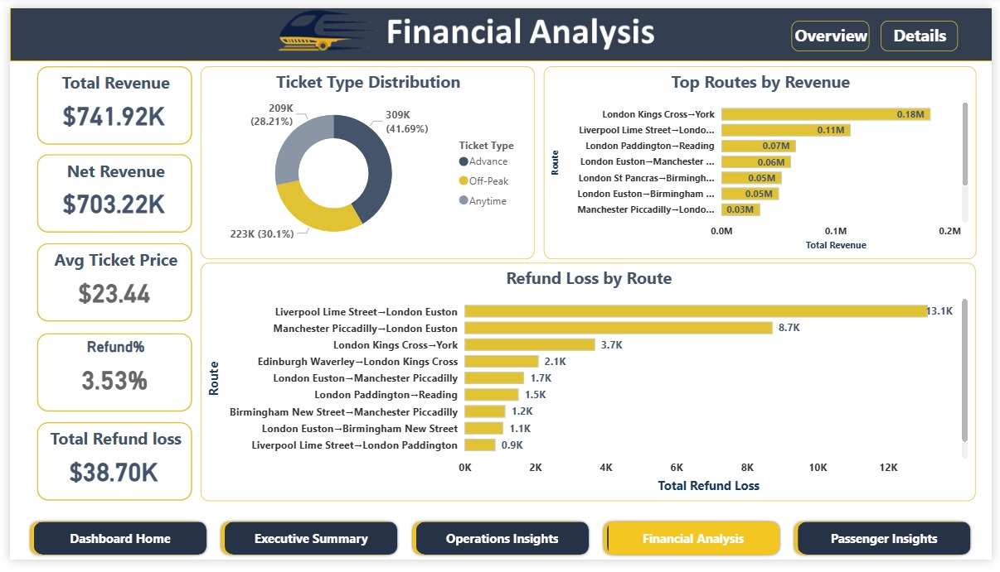 Financial Analysis
Overview
Details
Total Revenue
$741.92K
Net Revenue
$703.22K
Avg Ticket Price
$23.44
Refund%
3.53%
Total Refund loss
$38.70K
Ticket Type Distribution
209K
(28.21%)
309K
(41.69%)
223K (30.1%)
Ticket Type
Advance
Off-Peak
Anytime
Top Routes by Revenue
Route
London Kings Cross→York
0.18M
Liverpool Lime Street→Londo...
0.11M
London Paddington→Reading
0.07M
London Euston→Manchester ...
0.06M
London St Pancras→Birmingh...
0.05M
London Euston→Birmingham ...
0.05M
Manchester Piccadilly→Londo...
0.03M
0.0M
0.1M
0.2M
Total Revenue
Refund Loss by Route
Route
Liverpool Lime Street→London Euston
13.1K
Manchester Piccadilly→London Euston
8.7K
London Kings Cross→York
3.7K
Edinburgh Waverley→London Kings Cross
2.1K
London Euston→Manchester Piccadilly
1.7K
London Paddington→Reading
1.5K
Birmingham New Street→Manchester Piccadilly
1.2K
London Euston→Birmingham New Street
1.1K
Liverpool Lime Street→London Paddington
0.9K
0K
2K
4K
6K
8K
10K
12K
Total Refund Loss
Dashboard Home
Executive Summary
Operations Insights
Financial Analysis
Passenger Insights